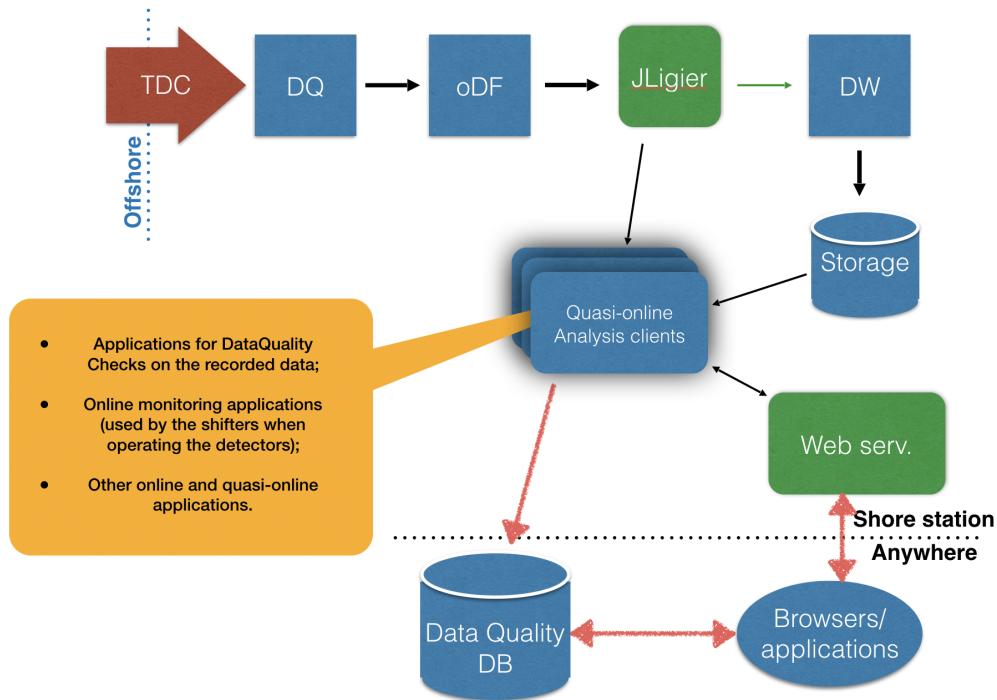 TDC
DQ
oDF
JLigier
DW
Offshore
Storage
Quasi-online
Analysis clients
• Applications for DataQuality
Checks on the recorded data;
• Online monitoring applications
(used by the shifters when
operating the detectors);
• Other online and quasi-online
applications.
Web serv.
Shore station
Anywhere
Data Quality
DB
Browsers/
applications